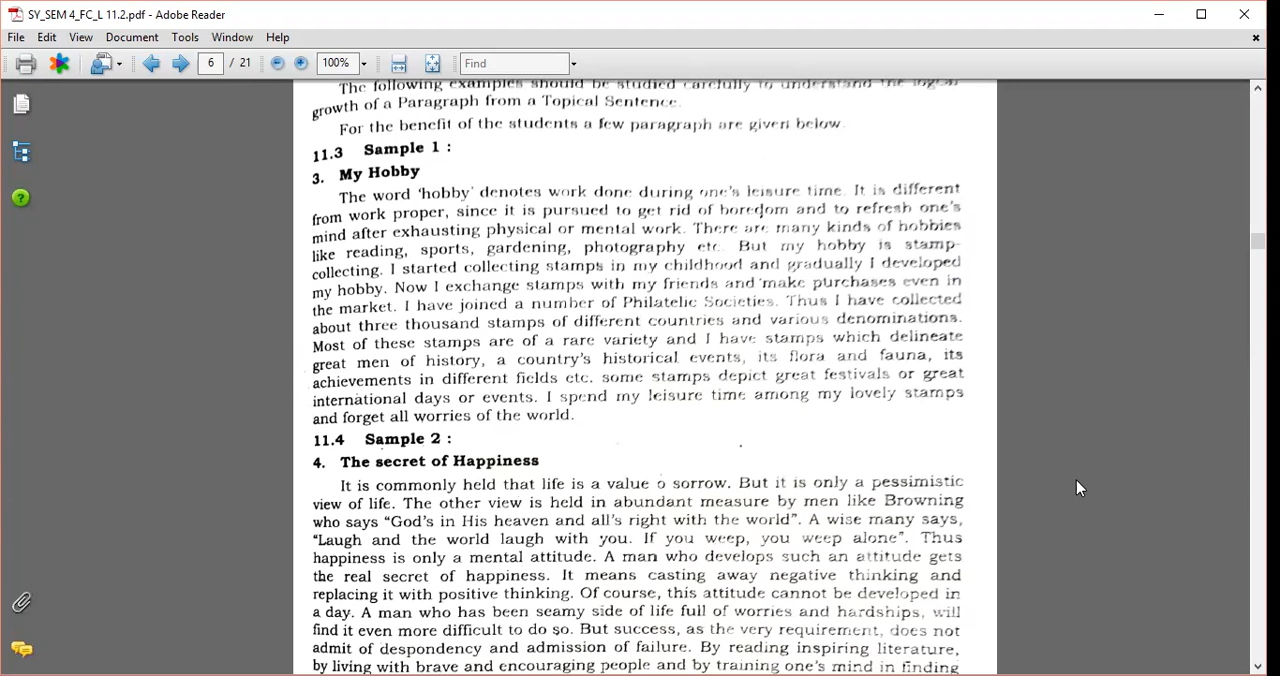 SY_SEM 4_FC_L 11.2.pdf - Adobe Reader
File Edit View Document Tools Window Help
6 / 21 100% Find
The following examples should be studied carefully to understand the logical
growth of a Paragraph from a Topical Sentence.
For the benefit of the students a few paragraph are given below.
11.3 Sample 1 :
3. My Hobby
The word 'hobby' denotes work done during one's leisure time. It is different
from work proper, since it is pursued to get rid of boredom and to refresh one's
mind after exhausting physical or mental work. There are many kinds of hobbies
like reading, sports, gardening, photography etc. But my hobby is stamp-
collecting. I started collecting stamps in my childhood and gradually I developed
my hobby. Now I exchange stamps with my friends and make purchases even in
the market. I have joined a number of Philatelic Societies. Thus I have collected
about three thousand stamps of different countries and various denominations.
Most of these stamps are of a rare variety and I have stamps which delineate
great men of history, a country's historical events, its flora and fauna, its
achievements in different fields etc. some stamps depict great festivals or great
international days or events. I spend my leisure time among my lovely stamps
and forget all worries of the world.
11.4 Sample 2 :
4. The secret of Happiness
It is commonly held that life is a value o sorrow. But it is only a pessimistic
view of life. The other view is held in abundant measure by men like Browning
who says "God's in His heaven and all's right with the world". A wise many says,
"Laugh and the world laugh with you. If you weep, you weep alone". Thus
happiness is only a mental attitude. A man who develops such an attitude gets
the real secret of happiness. It means casting away negative thinking and
replacing it with positive thinking. Of course, this attitude cannot be developed in
a day. A man who has been seamy side of life full of worries and hardships, will
find it even more difficult to do so. But success, as the very requirement, does not
admit of despondency and admission of failure. By reading inspiring literature,
by living with brave and encouraging people and by training one's mind in finding